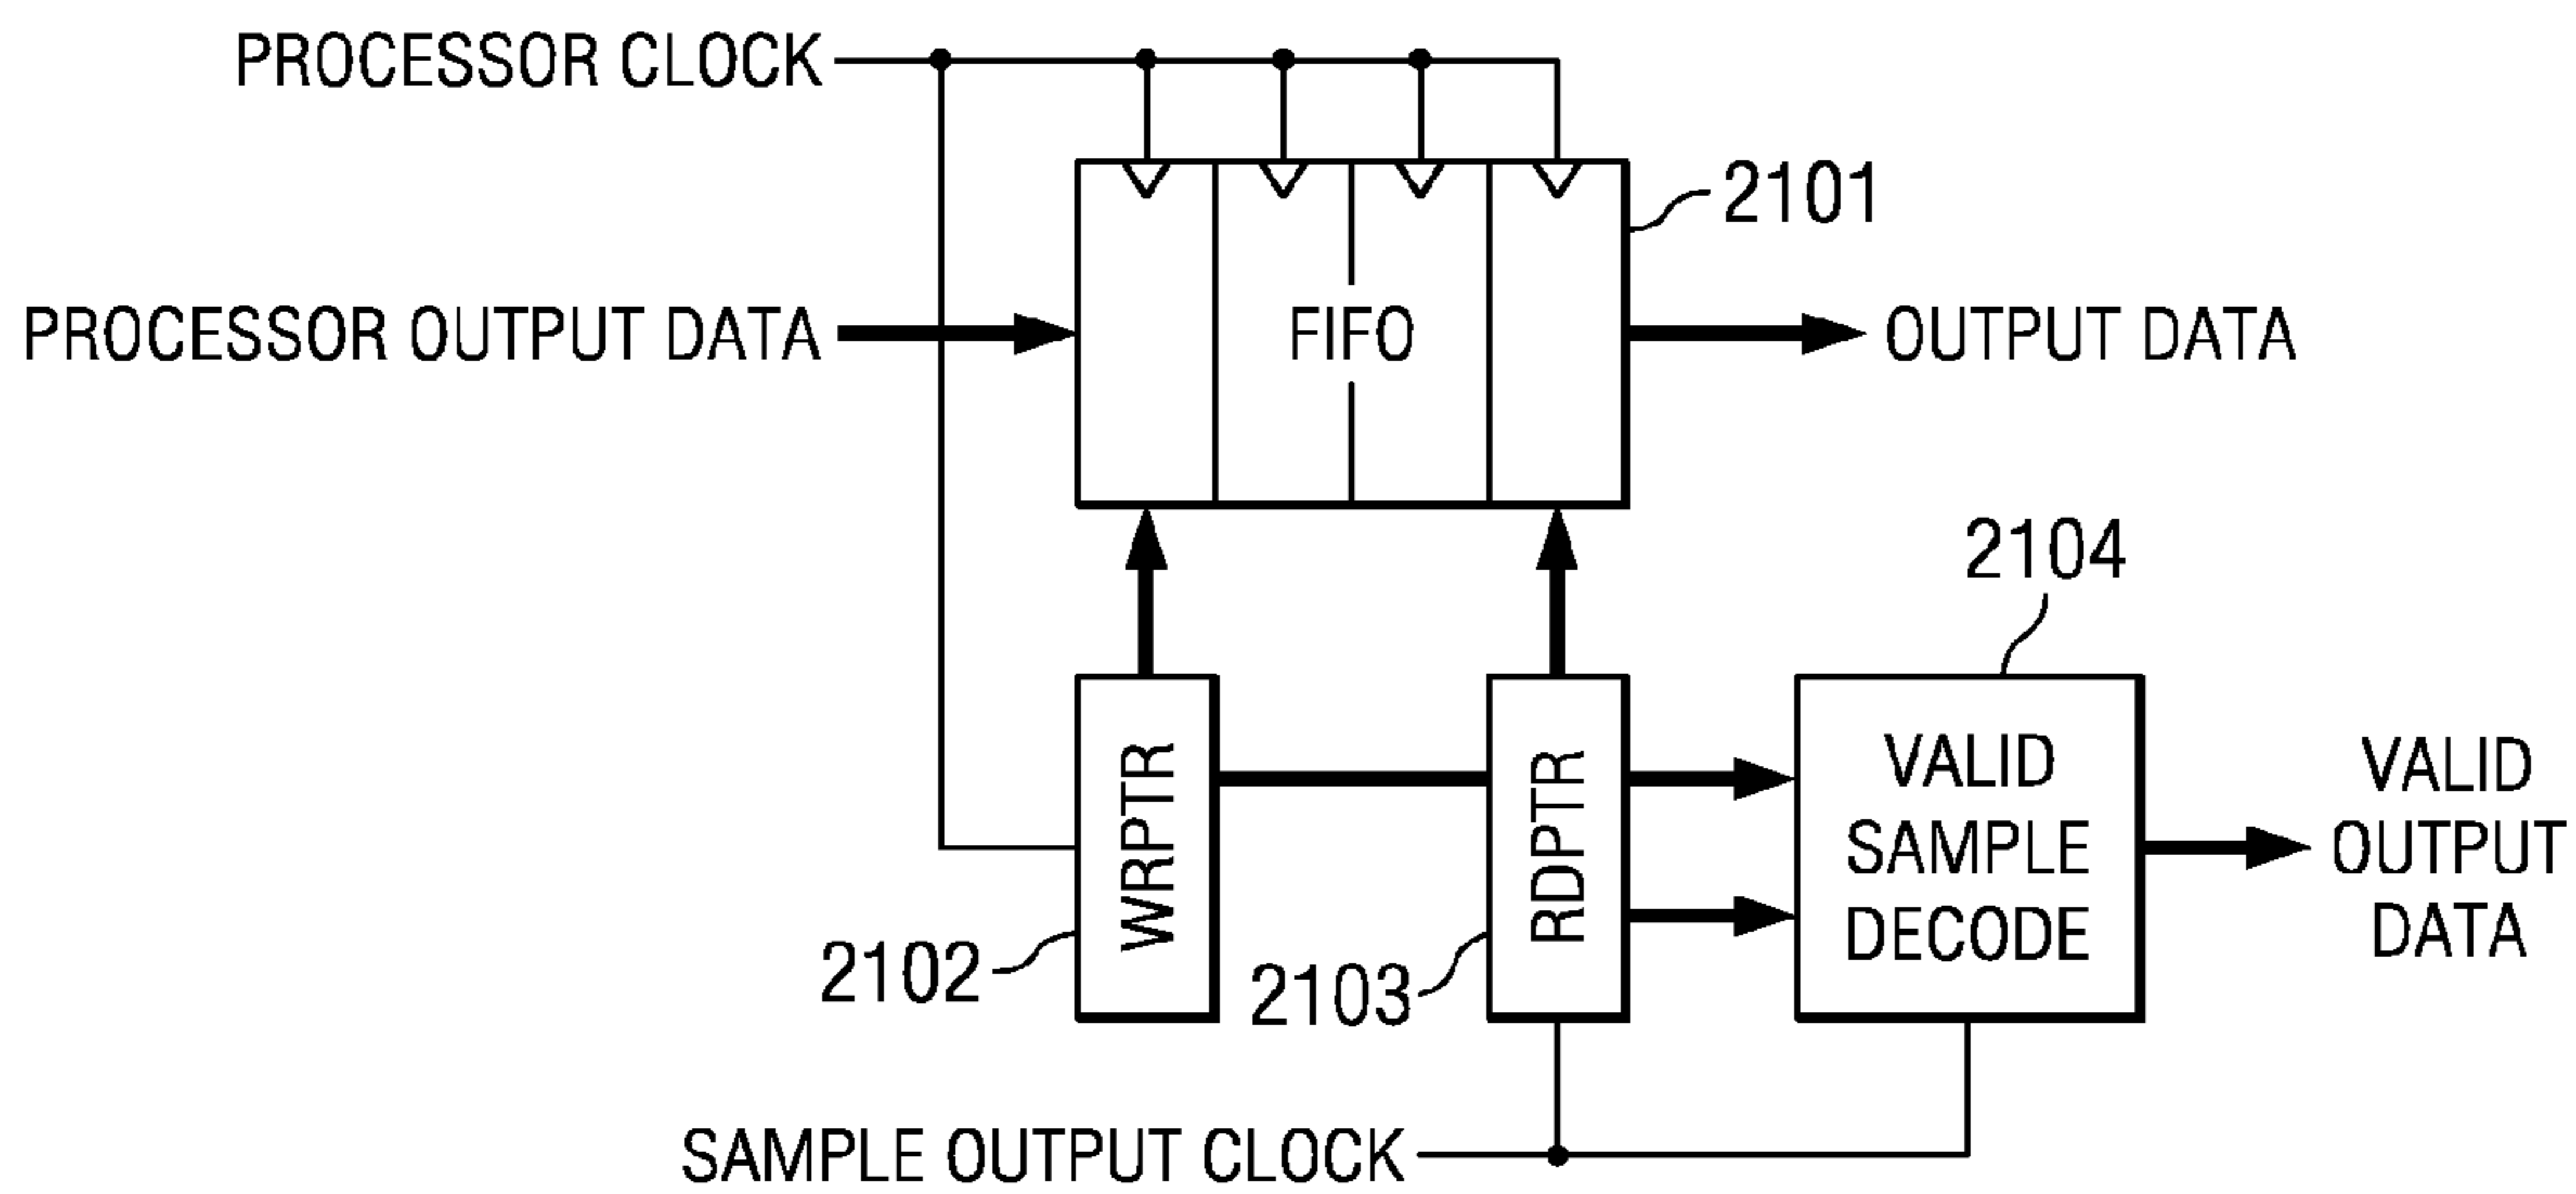 PROCESSOR CLOCK
2101
PROCESSOR OUTPUT DATA
FIFO
OUTPUT DATA
2104
WRPTR
RDPTR
VALID
SAMPLE
DECODE
VALID
OUTPUT
DATA
2102
2103
SAMPLE OUTPUT CLOCK